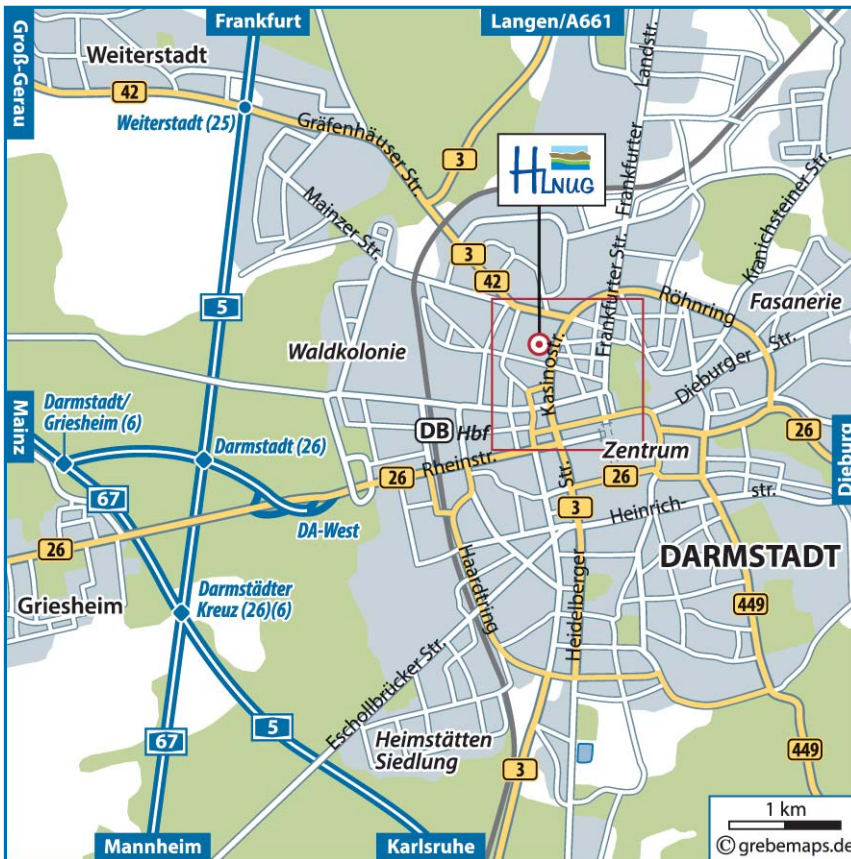 Frankfurt
Langen/A661
Groß-Gerau
Weiterstadt
42
Weiterstadt (25)
Gräfenhäuser Str.
3
HLNUG
Landstr.
Frankfurter
Mainzer Str.
3
42
Frankfurter Str.
Kranichsteiner Str.
Röhnring
Fasanerie
5
Waldkolonie
Kasinostr.
Dieburger Str.
Mainz
Darmstadt/
Griesheim (6)
Darmstadt (26)
DB Hbf
Zentrum
26
Dieburg
67
26
Rheinstr.
Str.
26
3
Heinrich-
str.
DA-West
26
DARMSTADT
Griesheim
Darmstädter
Kreuz (26)(6)
Haardtring
Heidelberger
449
Eschollbrücker Str.
67
5
Heimstätten
Siedlung
3
449
1 km
Mannheim
Karlsruhe
© grebemaps.de